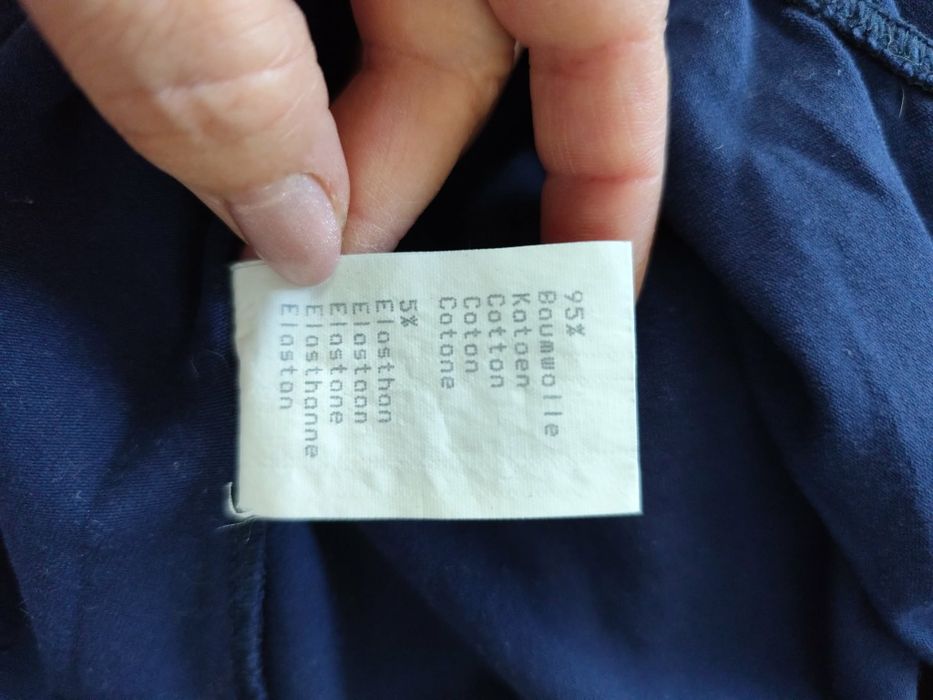 95%
Baumwolle
Katoen
Cotton
Coton
Cotone
5%
Elasthan
Elastaan
Elastane
Elasthanne
Elastan